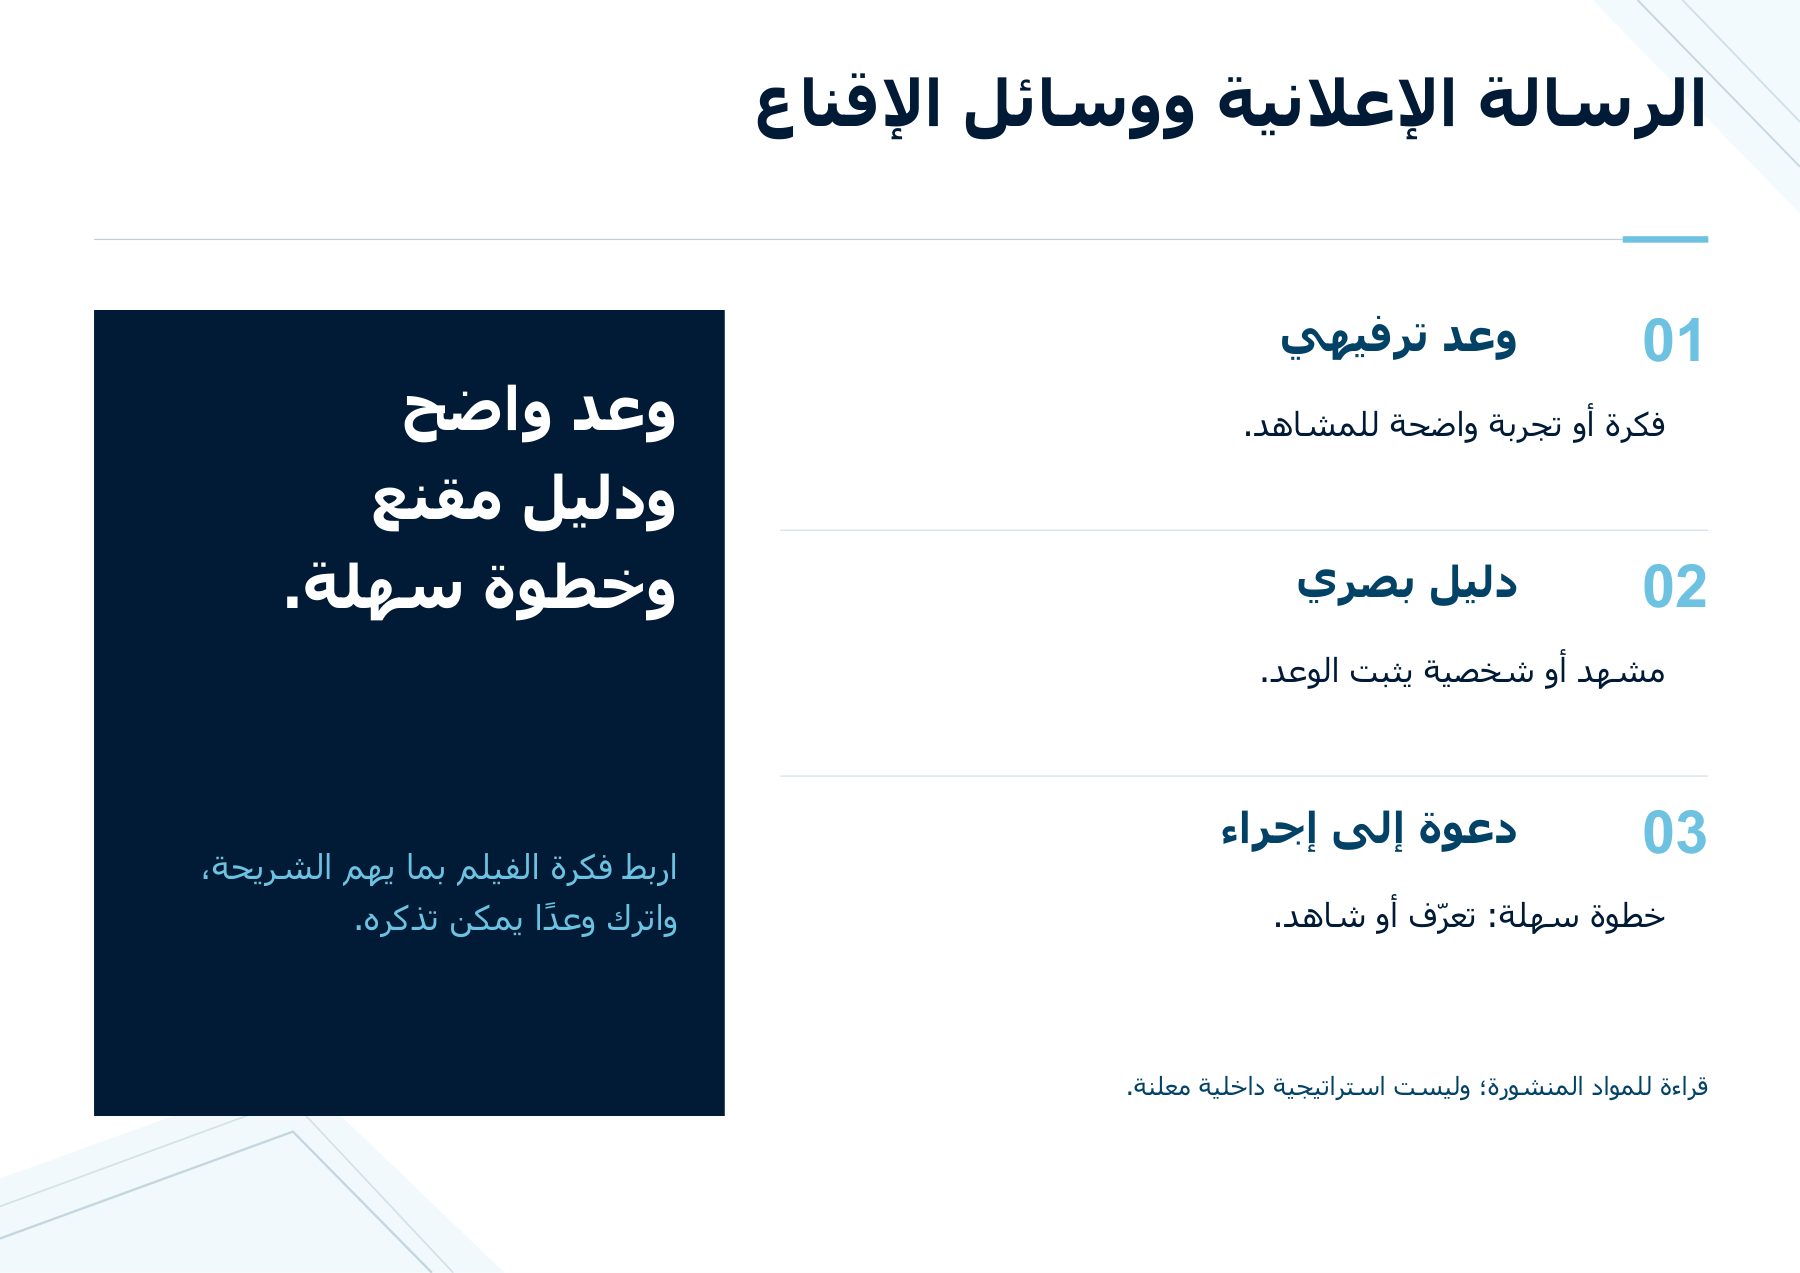 الرسالة الإعلانية ووسائل الإقناع
01
وعد ترفيهي
فكرة أو تجربة واضحة للمشاهد.
02
دليل بصري
مشهد أو شخصية يثبت الوعد.
03
دعوة إلى إجراء
خطوة سهلة: تعرّف أو شاهد.
قراءة للمواد المنشورة؛ وليست استراتيجية داخلية معلنة.
وعد واضح
ودليل مقنع
وخطوة سهلة.
اربط فكرة الفيلم بما يهم الشريحة،
واترك وعدًا يمكن تذكره.